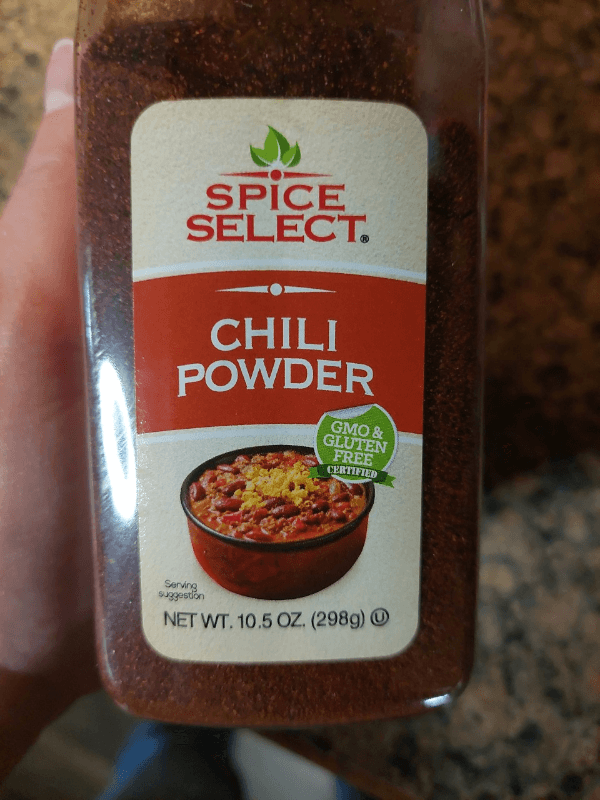 SPICE
SELECT®
CHILI
POWDER
GMO &
GLUTEN
FREE
CERTIFIED
Serving
suggestion
NET WT. 10.5 OZ. (298g) Ⓤ